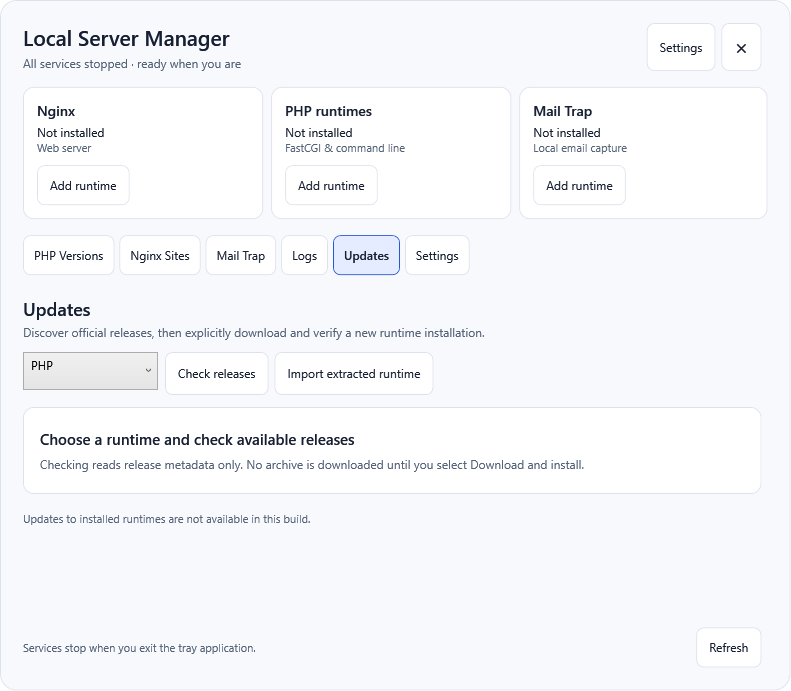 Local Server Manager
All services stopped · ready when you are
Settings
✕
Nginx
Not installed
Web server
Add runtime
PHP runtimes
Not installed
FastCGI & command line
Add runtime
Mail Trap
Not installed
Local email capture
Add runtime
PHP Versions
Nginx Sites
Mail Trap
Logs
Updates
Settings
Updates
Discover official releases, then explicitly download and verify a new runtime installation.
PHP
Check releases
Import extracted runtime
Choose a runtime and check available releases
Checking reads release metadata only. No archive is downloaded until you select Download and install.
Updates to installed runtimes are not available in this build.
Services stop when you exit the tray application.
Refresh